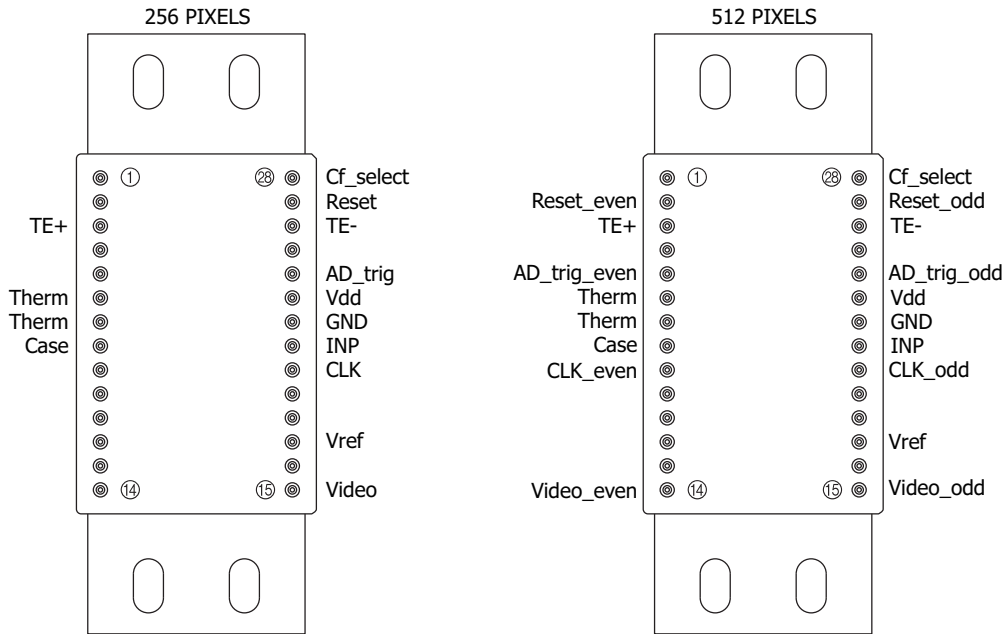 256 PIXELS
1 28 Cf_select
Reset
TE+ TE-
AD_trig
Therm Vdd
Therm GND
Case INP
CLK
Vref
14 15 Video
512 PIXELS
1 28 Cf_select
Reset_even Reset_odd
TE+ TE-
AD_trig_even AD_trig_odd
Therm Vdd
Therm GND
Case INP
CLK_even CLK_odd
Vref
Video_even 14 15 Video_odd